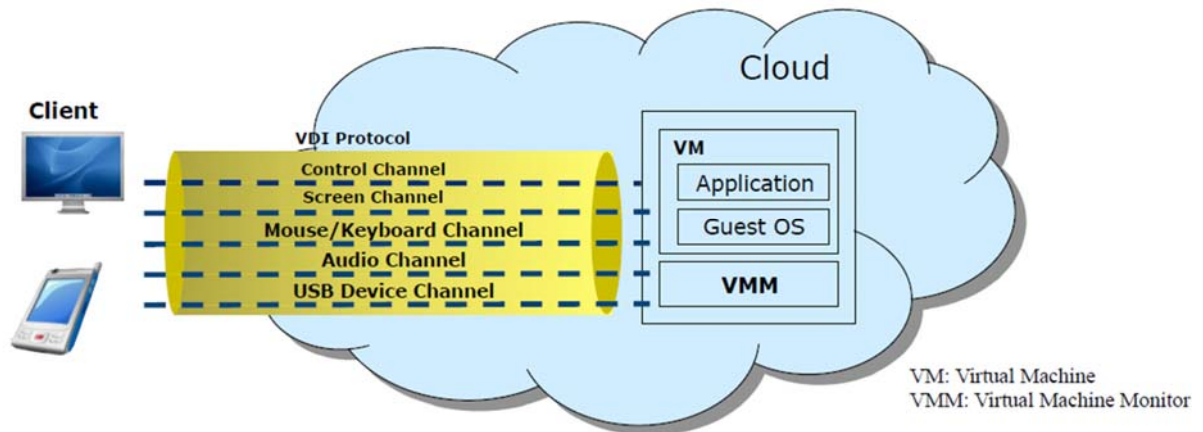 Cloud
Client
VDI Protocol
Control Channel
Screen Channel
Mouse/Keyboard Channel
Audio Channel
USB Device Channel
VM
Application
Guest OS
VMM
VM: Virtual Machine
VMM: Virtual Machine Monitor